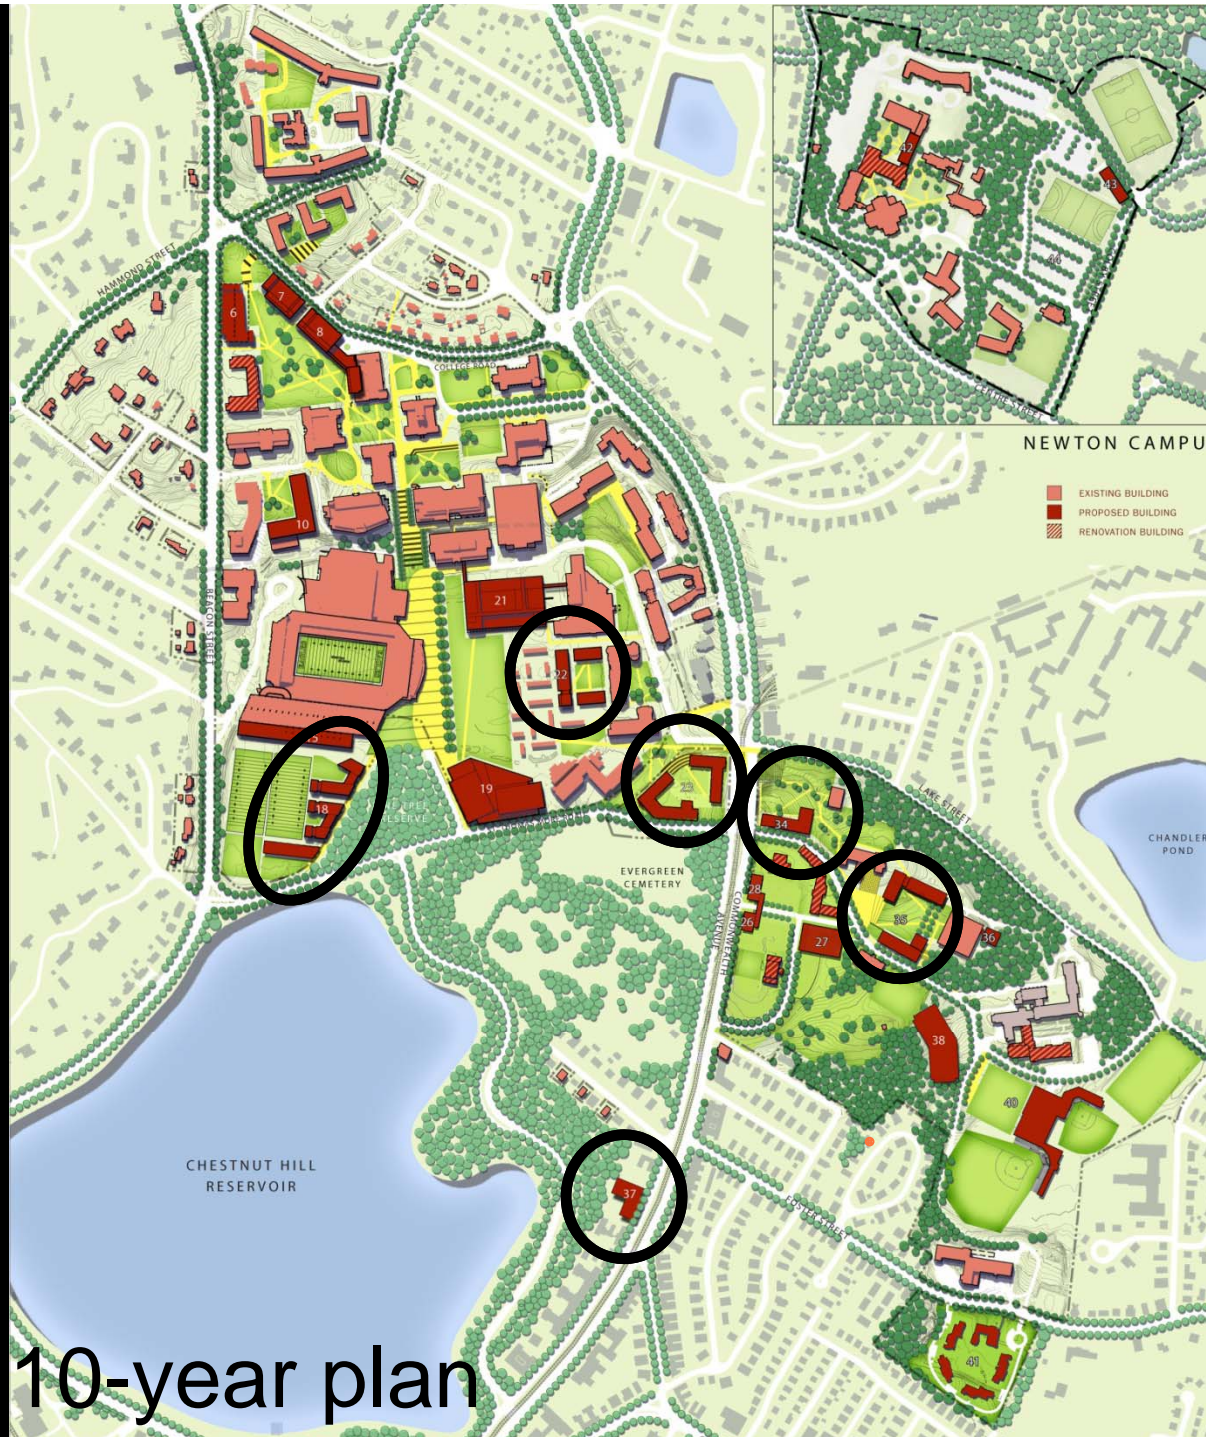 HAMMOND STREET
COLLEGE ROAD
BEACON STREET
6
7
8
10
21
22
15
18
19
23
34
35
36
28
26
27
38
40
37
41
42
43
44
NEWTON CAMPU
EXISTING BUILDING
PROPOSED BUILDING
RENOVATION BUILDING
LAKE STREET
CHANDLER
POND
EVERGREEN
CEMETERY
COMMONWEALTH
AVENUE
RESERVE
CHESTNUT HILL
RESERVOIR
FOSTER STREET
10-year plan